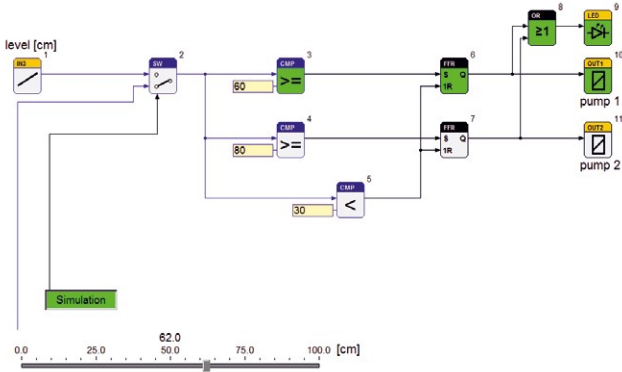 8
9
OR
≥1
LED
level [cm]
1
2
3
6
10
IN3
SW
CMP
>=
60
FFR
S Q
1R
OUT1
pump 1
4
7
11
CMP
>=
80
FFR
S Q
1R
OUT2
pump 2
5
CMP
<
30
Simulation
62.0
0.0 25.0 50.0 75.0 100.0 [cm]